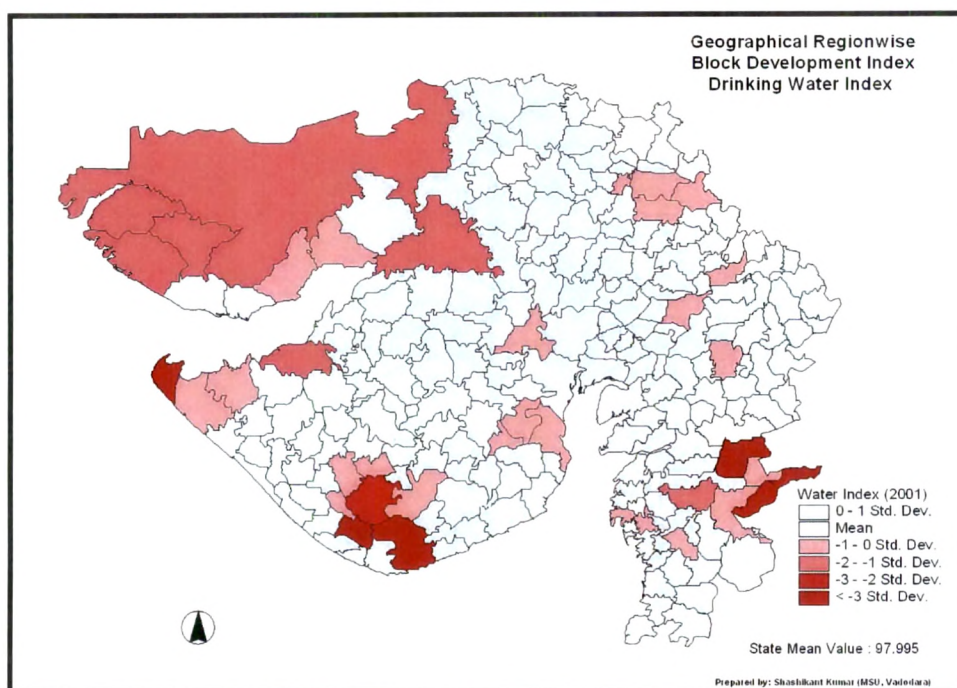 Geographical Regionwise
Block Development Index
Drinking Water Index
Water Index (2001)
0 - 1 Std. Dev.
Mean
-1 - 0 Std. Dev.
-2 - -1 Std. Dev.
-3 - -2 Std. Dev.
< -3 Std. Dev.
State Mean Value : 97.995
Prepared by: Shashikant Kumar (MSU, Vadodara)